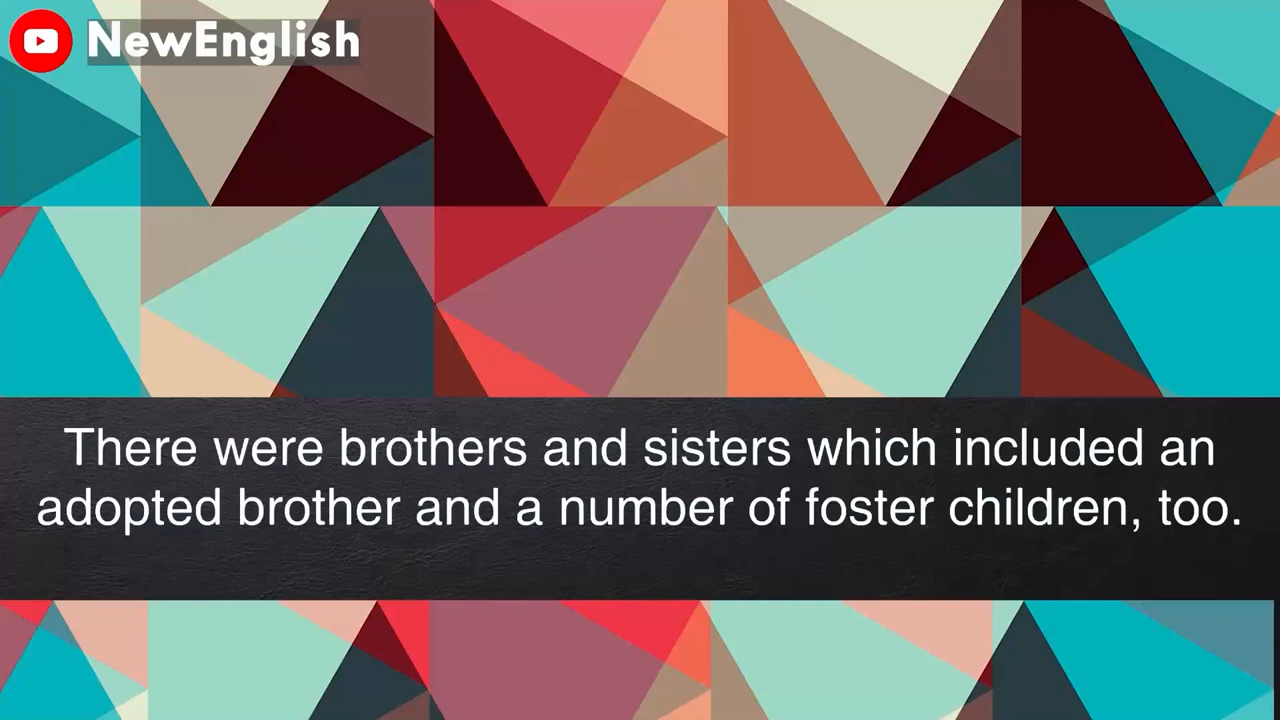 NewEnglish
There were brothers and sisters which included an
adopted brother and a number of foster children, too.